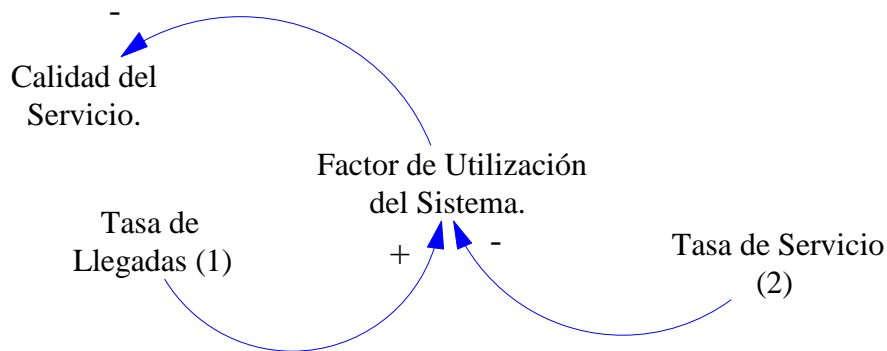 -
Calidad del
Servicio.
Factor de Utilización
del Sistema.
Tasa de
Llegadas (1)
+
-
Tasa de Servicio
(2)